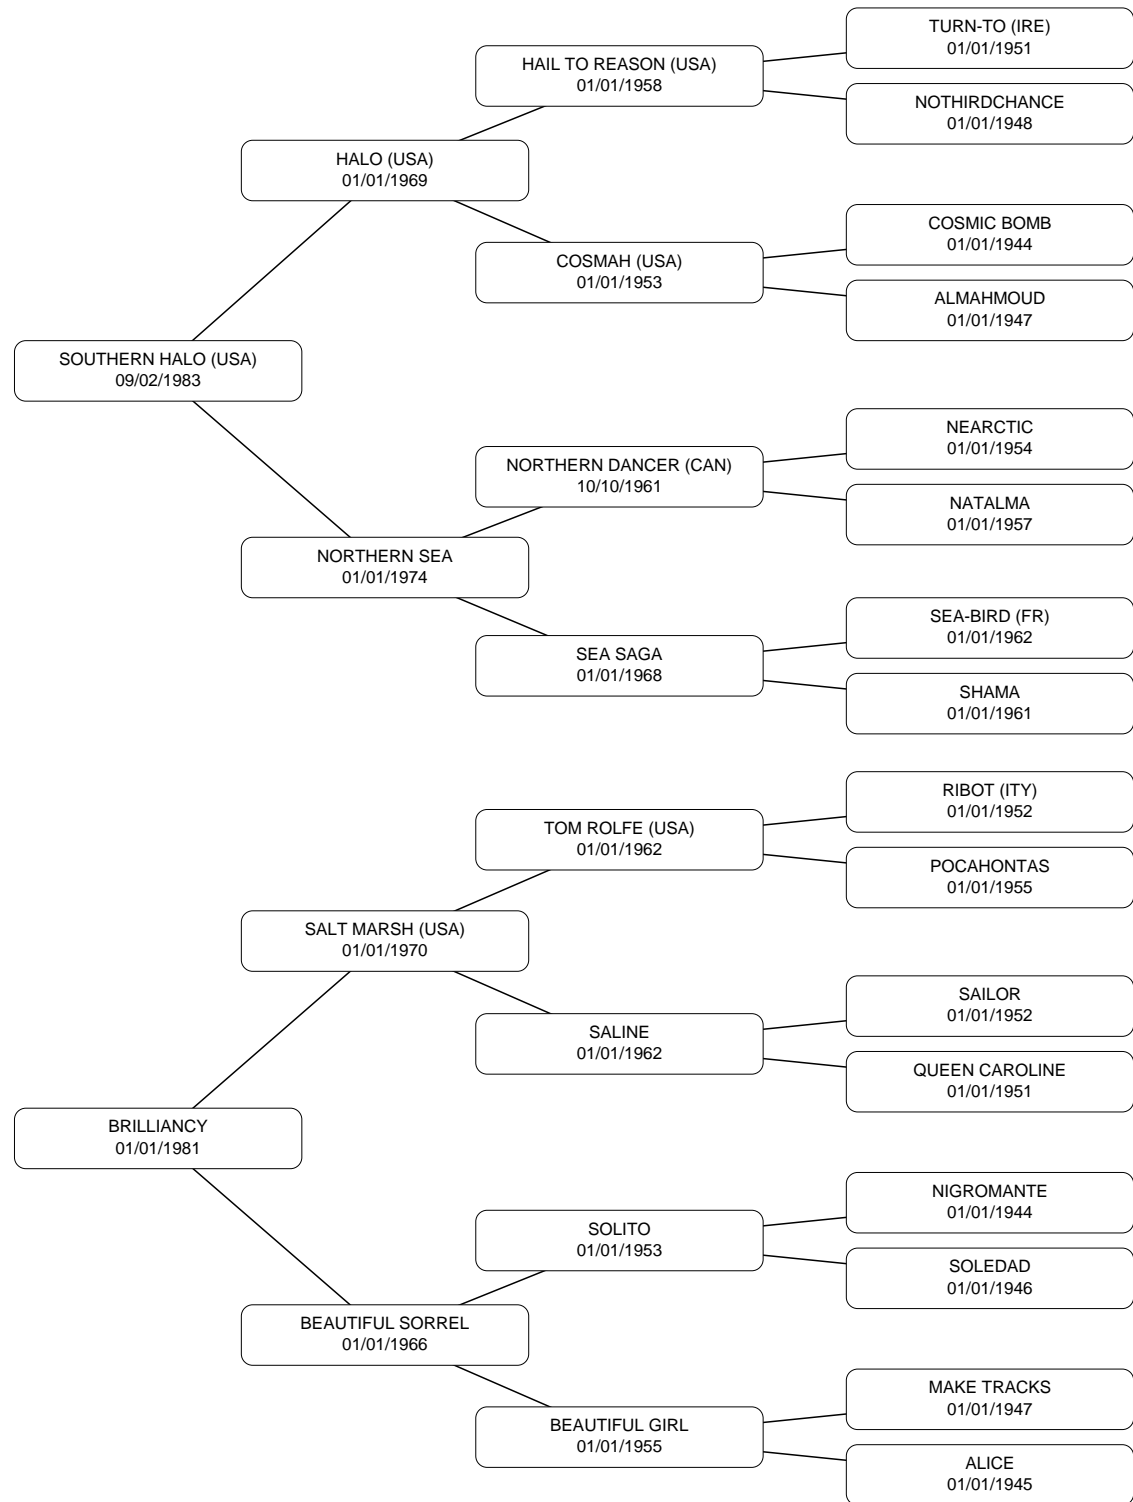 TURN-TO (IRE)
01/01/1951
HAIL TO REASON (USA)
01/01/1958
NOTHIRDCHANCE
01/01/1948
HALO (USA)
01/01/1969
COSMIC BOMB
01/01/1944
COSMAH (USA)
01/01/1953
ALMAHMOUD
01/01/1947
SOUTHERN HALO (USA)
09/02/1983
NEARCTIC
01/01/1954
NORTHERN DANCER (CAN)
10/10/1961
NATALMA
01/01/1957
NORTHERN SEA
01/01/1974
SEA-BIRD (FR)
01/01/1962
SEA SAGA
01/01/1968
SHAMA
01/01/1961
RIBOT (ITY)
01/01/1952
TOM ROLFE (USA)
01/01/1962
POCAHONTAS
01/01/1955
SALT MARSH (USA)
01/01/1970
SAILOR
01/01/1952
SALINE
01/01/1962
QUEEN CAROLINE
01/01/1951
BRILLIANCY
01/01/1981
NIGROMANTE
01/01/1944
SOLITO
01/01/1953
SOLEDAD
01/01/1946
BEAUTIFUL SORREL
01/01/1966
MAKE TRACKS
01/01/1947
BEAUTIFUL GIRL
01/01/1955
ALICE
01/01/1945